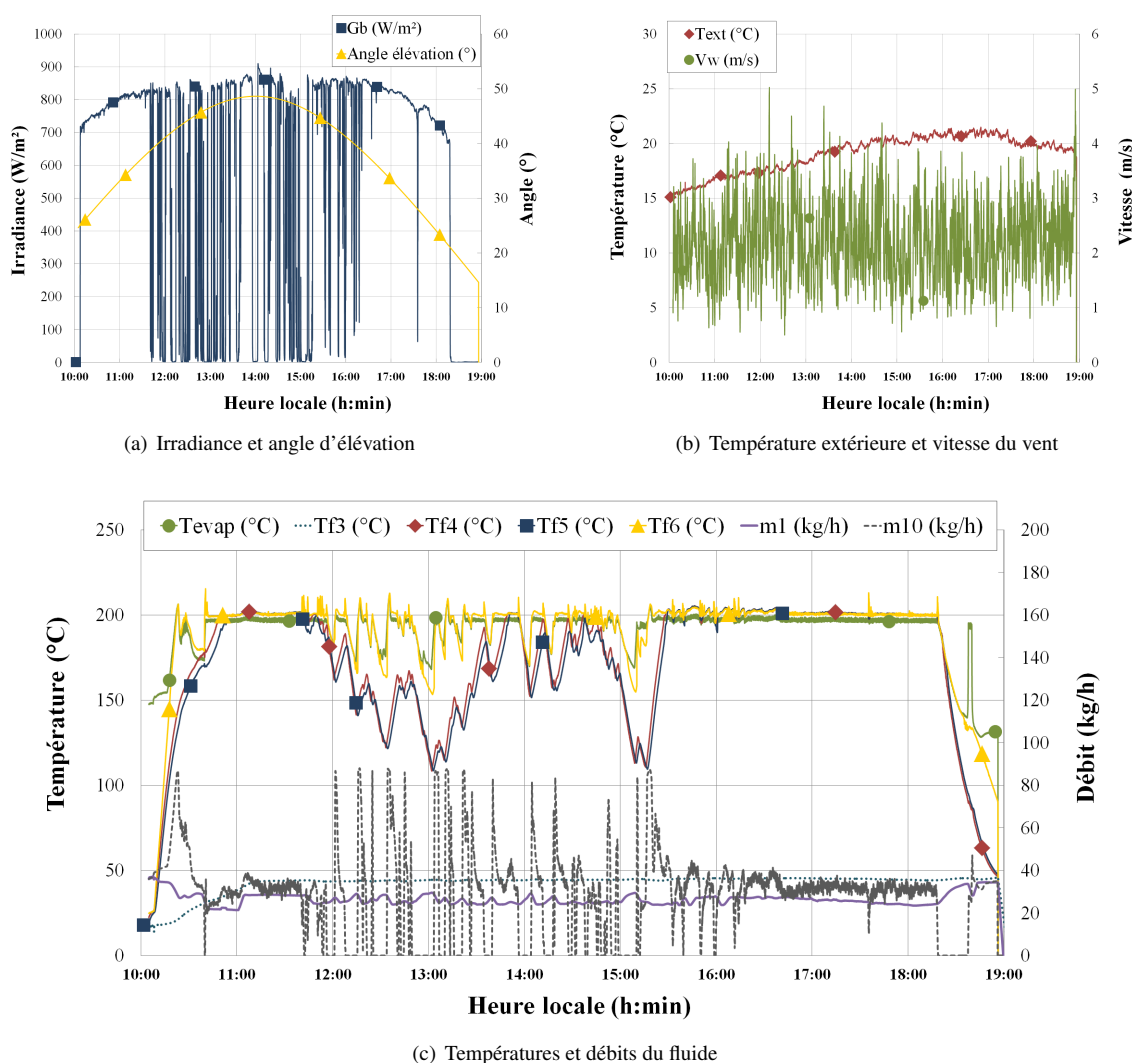 Gb (W/m²)
Angle élévation (°)
1000
900
800
700
600
500
400
300
200
100
0
60
50
40
30
20
10
0
Irradiance (W/m²)
Angle (°)
10:00 11:00 12:00 13:00 14:00 15:00 16:00 17:00 18:00 19:00
Heure locale (h:min)
(a) Irradiance et angle d’élévation
Text (°C)
Vw (m/s)
30
25
20
15
10
5
0
6
5
4
3
2
1
0
Température (°C)
Vitesse (m/s)
10:00 11:00 12:00 13:00 14:00 15:00 16:00 17:00 18:00 19:00
Heure locale (h:min)
(b) Température extérieure et vitesse du vent
Tevap (°C) Tf3 (°C) Tf4 (°C) Tf5 (°C) Tf6 (°C) m1 (kg/h) m10 (kg/h)
250
200
150
100
50
0
200
180
160
140
120
100
80
60
40
20
0
Température (°C)
Débit (kg/h)
10:00 11:00 12:00 13:00 14:00 15:00 16:00 17:00 18:00 19:00
Heure locale (h:min)
(c) Températures et débits du fluide